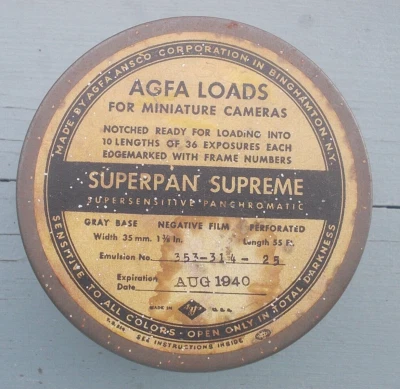 MADE BY AGFA ANSCO CORPORATION IN BINGHAMTON, N.Y.
AGFA LOADS
FOR MINIATURE CAMERAS
NOTCHED READY FOR LOADING INTO
10 LENGTHS OF 36 EXPOSURES EACH
EDGEMARKED WITH FRAME NUMBERS
SUPERPAN SUPREME
SUPERSENSITIVE PANCHROMATIC
GRAY BASE NEGATIVE FILM PERFORATED
Width 35 mm. 1⅜ In. Length 55 Ft.
Emulsion No. 353-314-25
Expiration
Date AUG 1940
MADE IN U.S.A.
SENSITIVE TO ALL COLORS - OPEN ONLY IN TOTAL DARKNESS
SEE INSTRUCTIONS INSIDE